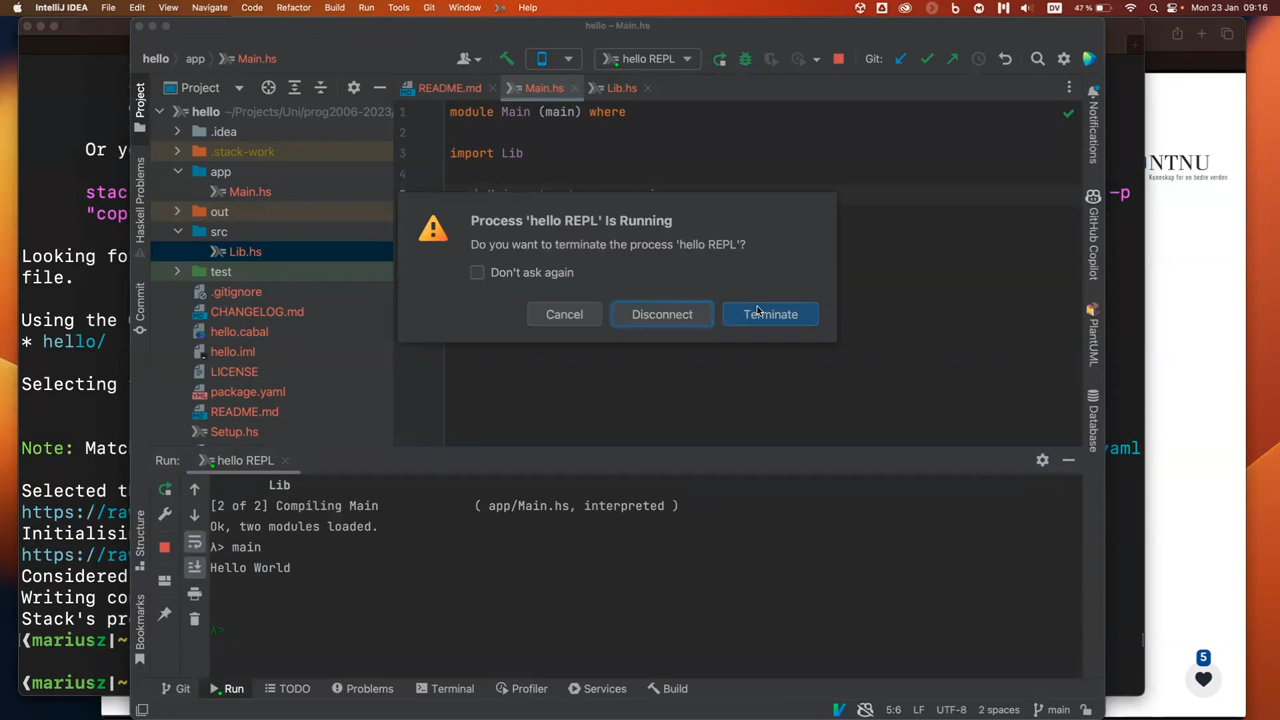 IntelliJ IDEA File Edit View Navigate Code Refactor Build Run Tools Git Window Help
DV 47 % Mon 23 Jan 09:16
hello – Main.hs
hello app Main.hs
hello REPL
Git:
Project
README.md
Main.hs
Lib.hs
hello ~/Projects/Uni/prog2006-2023
.idea
.stack-work
app
Main.hs
out
src
Lib.hs
test
.gitignore
CHANGELOG.md
hello.cabal
hello.iml
LICENSE
package.yaml
README.md
Setup.hs
1 module Main (main) where
2
3 import Lib
4
Process 'hello REPL' Is Running
Do you want to terminate the process 'hello REPL'?
Don't ask again
Cancel
Disconnect
Terminate
Project
Haskell Problems
Commit
Structure
Bookmarks
Notifications
GitHub Copilot
PlantUML
Database
Run: hello REPL
Lib
[2 of 2] Compiling Main ( app/Main.hs, interpreted )
Ok, two modules loaded.
λ> main
Hello World
λ>
Git
Run
TODO
Problems
Terminal
Profiler
Services
Build
5:6 LF UTF-8 2 spaces main
Or y
stac
"cop
-p
Looking fo
file.
Using the
* hello/
Selecting
Note: Matc
yaml
Selected t
https://ra
Initialisi
https://ra
Considered
Writing co
Stack's pr
(mariusz|~
(mariusz|~
NTNU
Kunnskap for en bedre verden
5